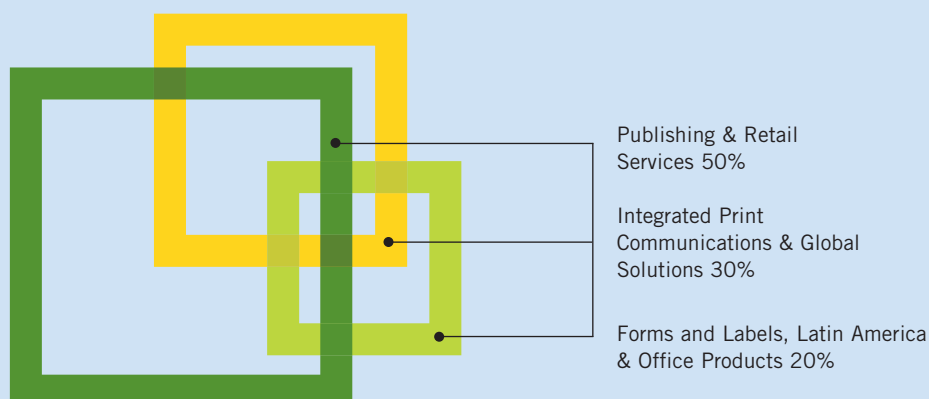 Publishing & Retail
Services 50%
Integrated Print
Communications & Global
Solutions 30%
Forms and Labels, Latin America
& Office Products 20%